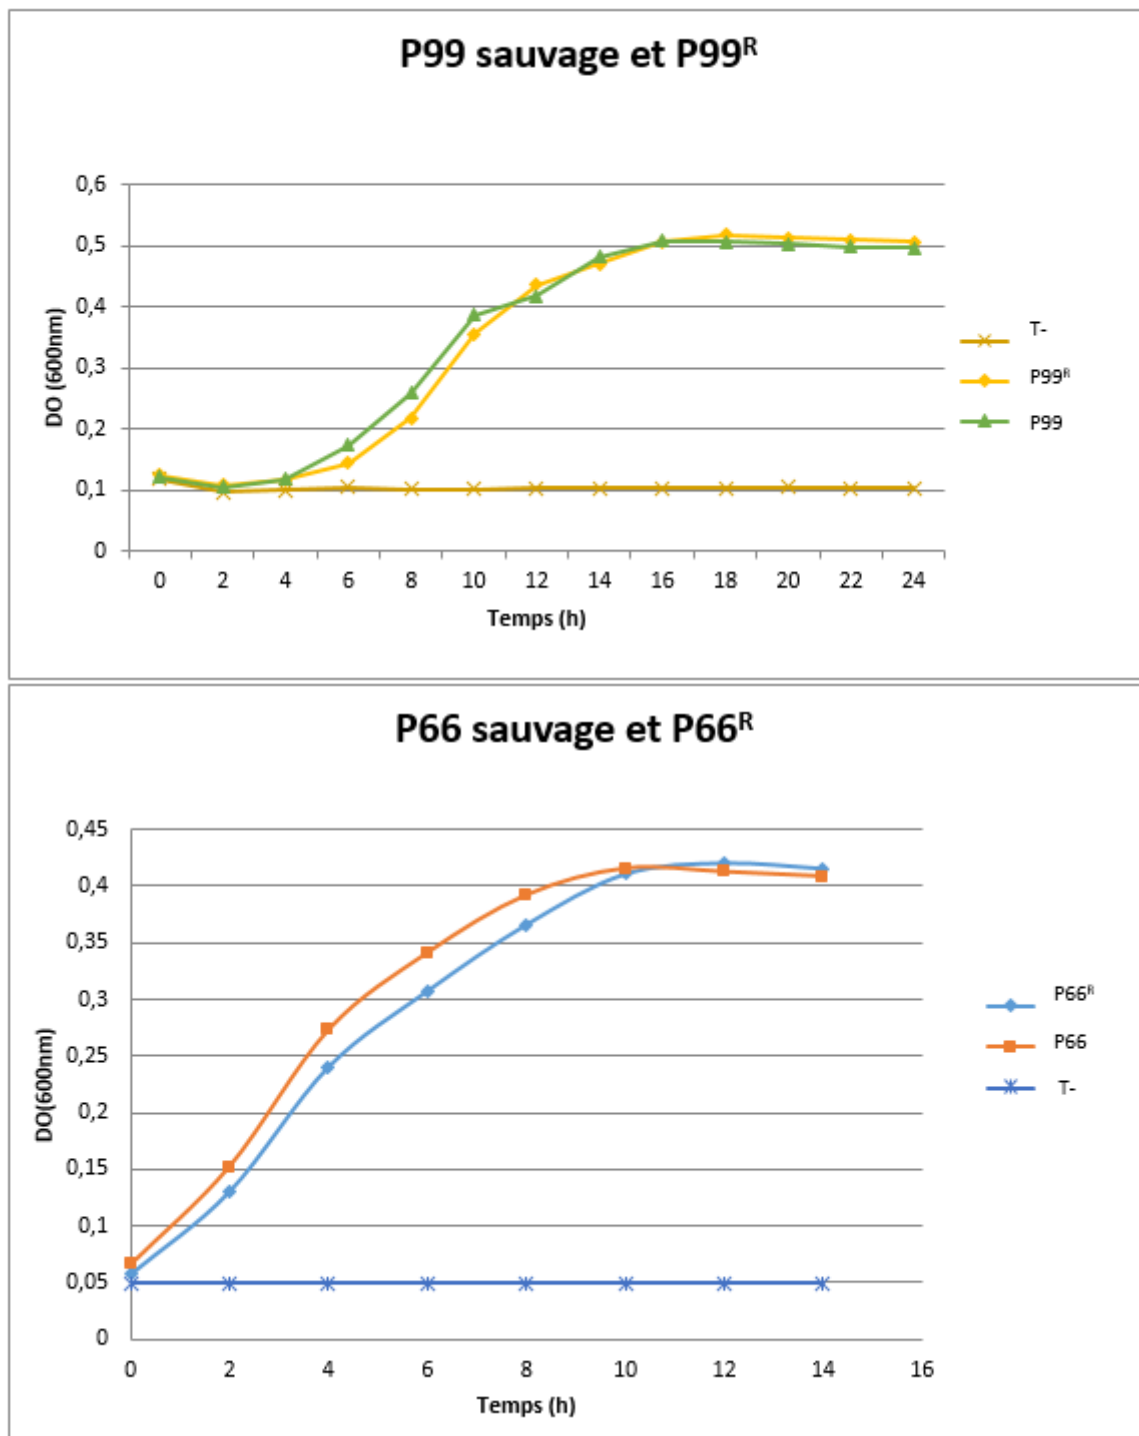 P99 sauvage et P99ᴿ
0,6
0,5
0,4
0,3
0,2
0,1
0
DO (600nm)
0 2 4 6 8 10 12 14 16 18 20 22 24
Temps (h)
T-
P99ᴿ
P99
P66 sauvage et P66ᴿ
0,45
0,4
0,35
0,3
0,25
0,2
0,15
0,1
0,05
0
DO(600nm)
0 2 4 6 8 10 12 14 16
Temps (h)
P66ᴿ
P66
T-